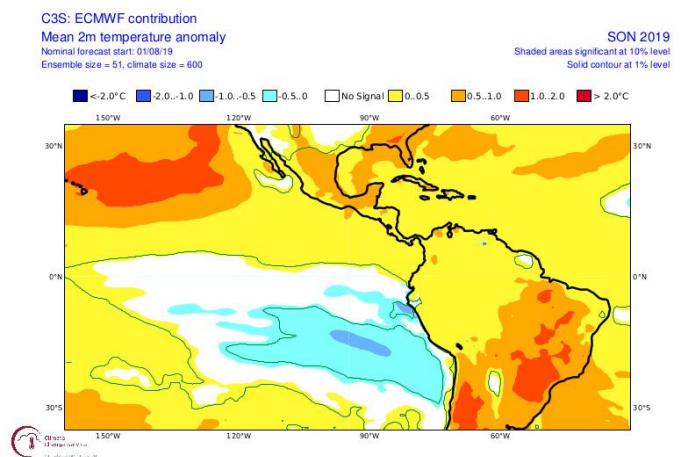 C3S: ECMWF contribution
Mean 2m temperature anomaly
SON 2019
Nominal forecast start: 01/08/19
Shaded areas significant at 10% level
Ensemble size = 51, climate size = 600
Solid contour at 1% level
<-2.0°C
-2.0..-1.0
-1.0..-0.5
-0.5..0
No Signal
0..0.5
0.5..1.0
1.0..2.0
> 2.0°C
150°W 120°W 90°W 60°W
30°N 30°N
0°N 0°N
30°S 30°S
150°W 120°W 90°W 60°W
Climate
Change Service